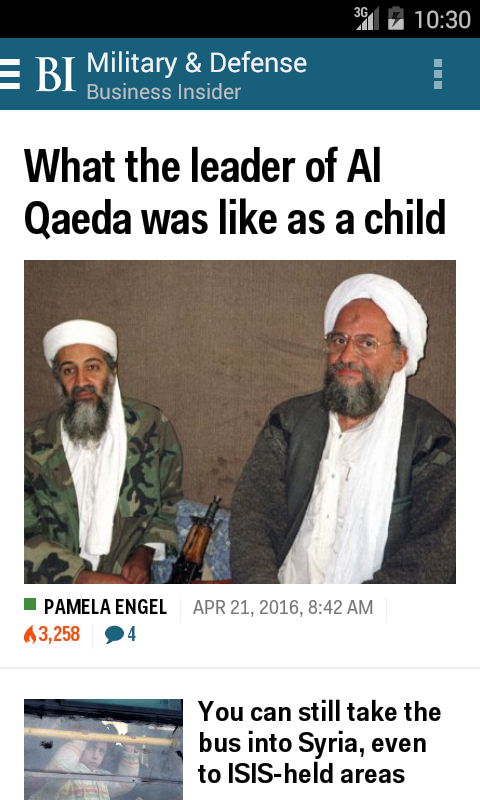 3G 10:30
BI Military & Defense
Business Insider
What the leader of Al
Qaeda was like as a child
PAMELA ENGEL APR 21, 2016, 8:42 AM
3,258 4
You can still take the
bus into Syria, even
to ISIS-held areas